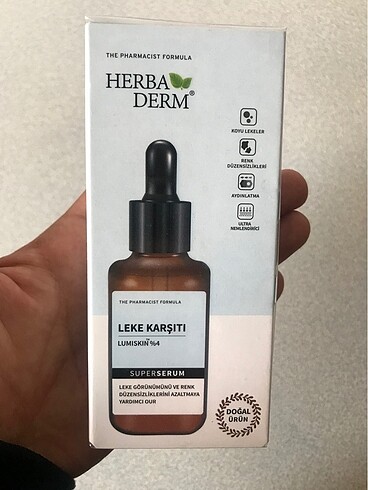 THE PHARMACIST FORMULA
HERBA
DERM®
KOYU LEKELER
RENK
DÜZENSİZLİKLERİ
AYDINLATMA
ULTRA
NEMLENDİRİCİ
THE PHARMACIST FORMULA
LEKE KARŞITI
LUMISKIN™ %4
SUPERSERUM
LEKE GÖRÜNÜMÜNÜ VE RENK
DÜZENSİZLİKLERİNİ AZALTMAYA
YARDIMCI OUR
DOĞAL
ÜRÜN